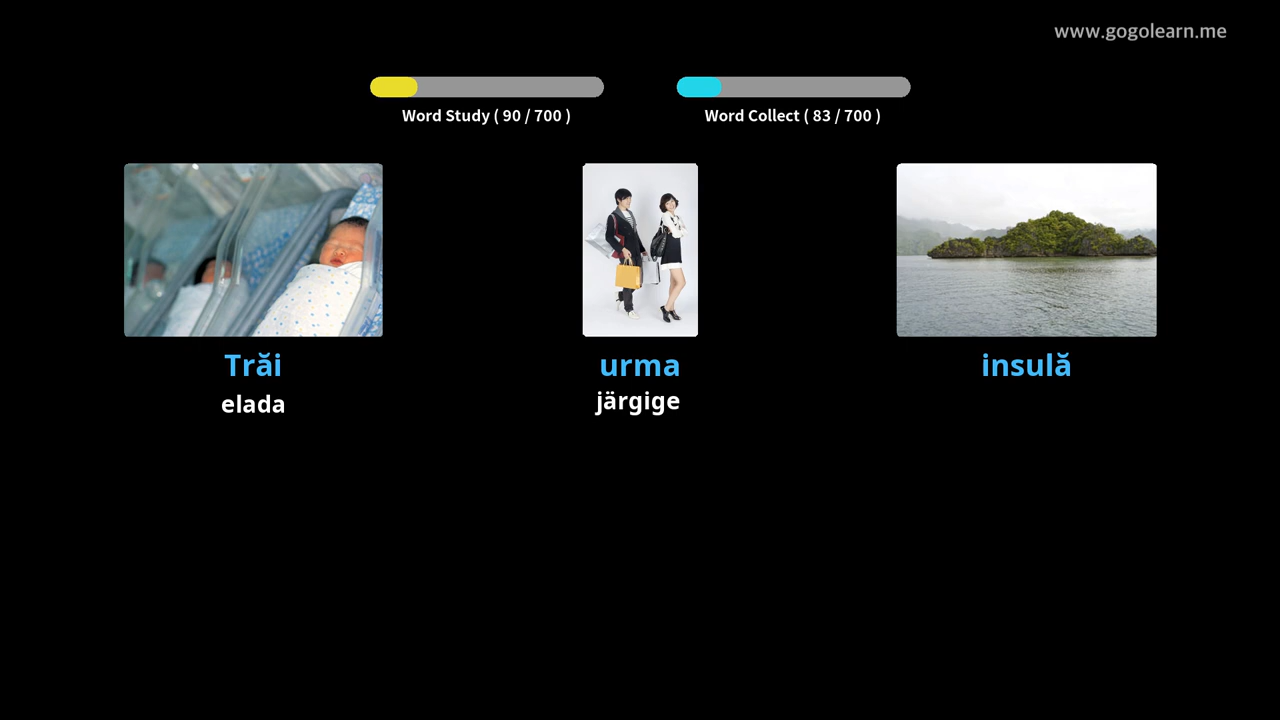 www.gogolearn.me
Word Study ( 90 / 700 )
Word Collect ( 83 / 700 )
Trăi
urma
insulă
elada
järgige